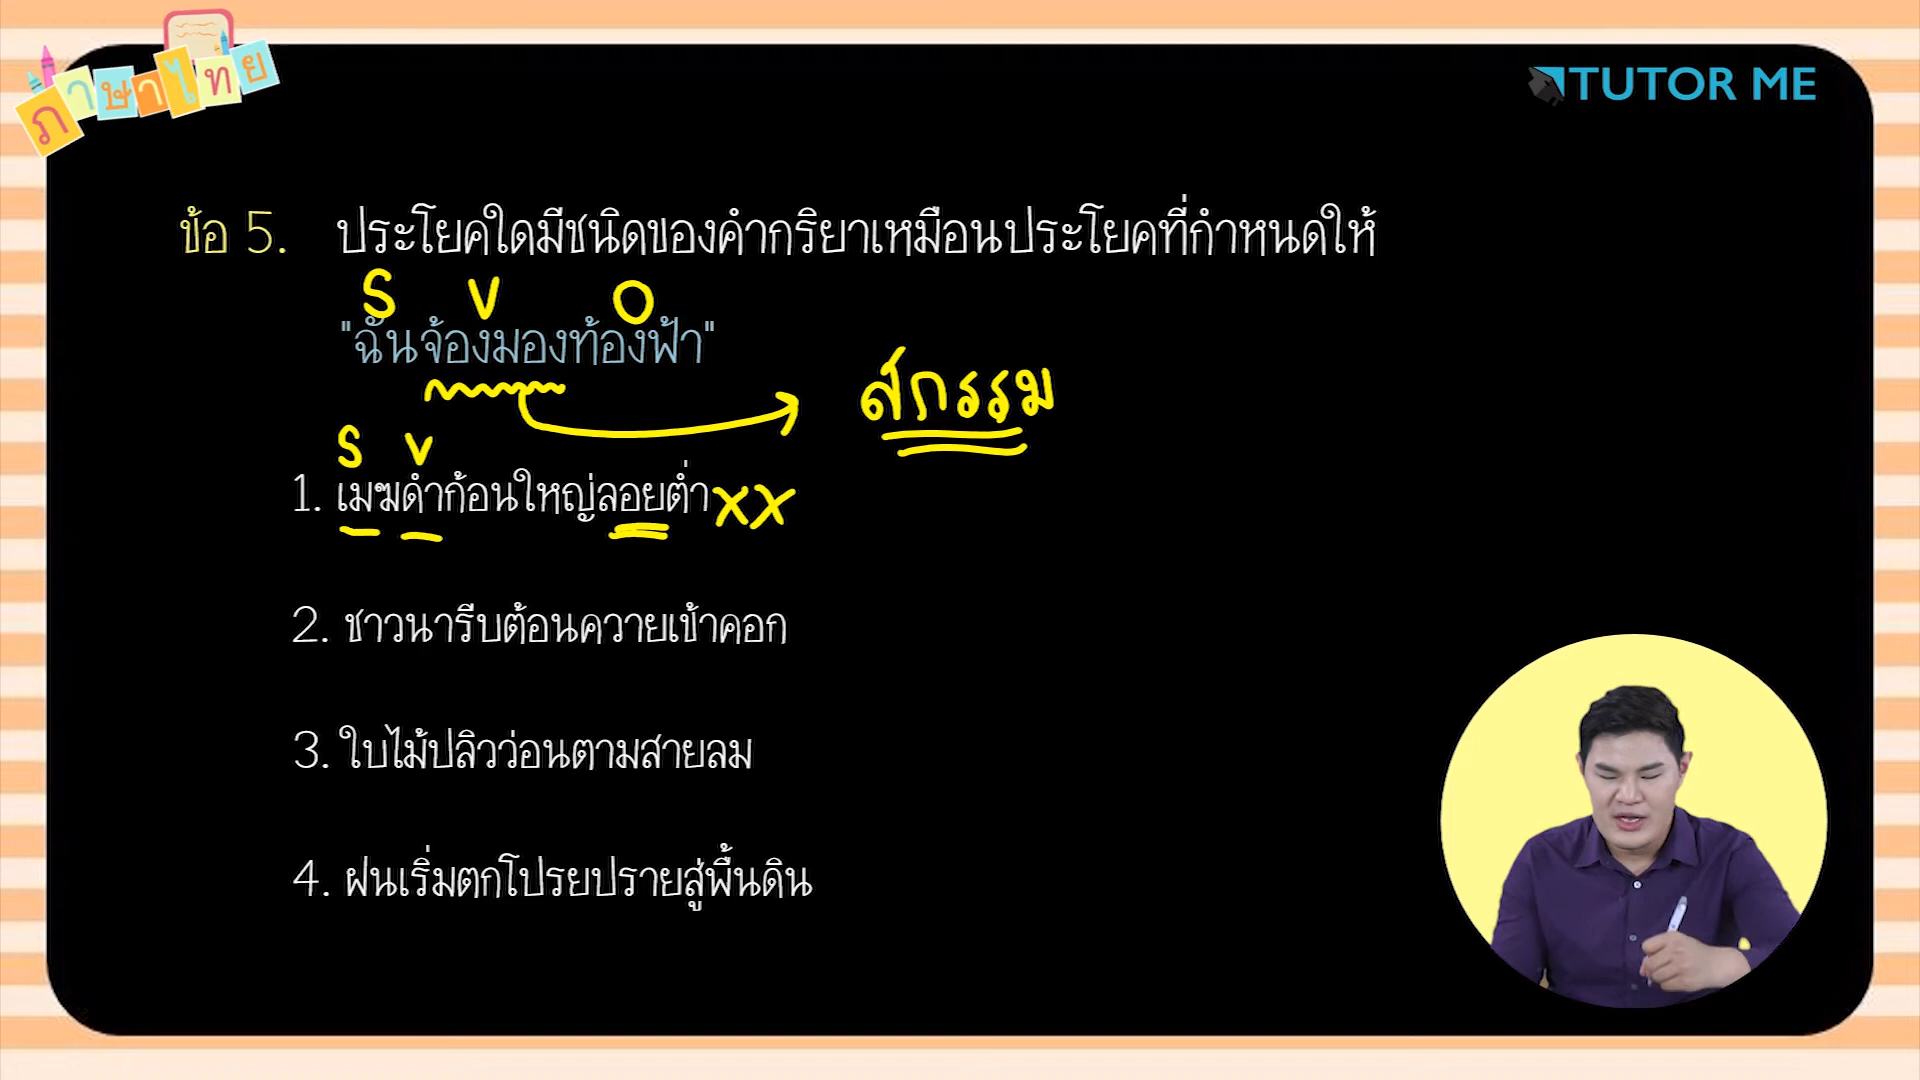 ภาษาไทย
TUTOR ME
ข้อ 5. ประโยคใดมีชนิดของคำกริยาเหมือนประโยคที่กำหนดให้
S V O
"ฉันจ้องมองท้องฟ้า"
สกรรม
S V
1. เมฆดำก้อนใหญ่ลอยต่ำ XX
2. ชาวนารีบต้อนควายเข้าคอก
3. ใบไม้ปลิวว่อนตามสายลม
4. ฝนเริ่มตกโปรยปรายสู่พื้นดิน